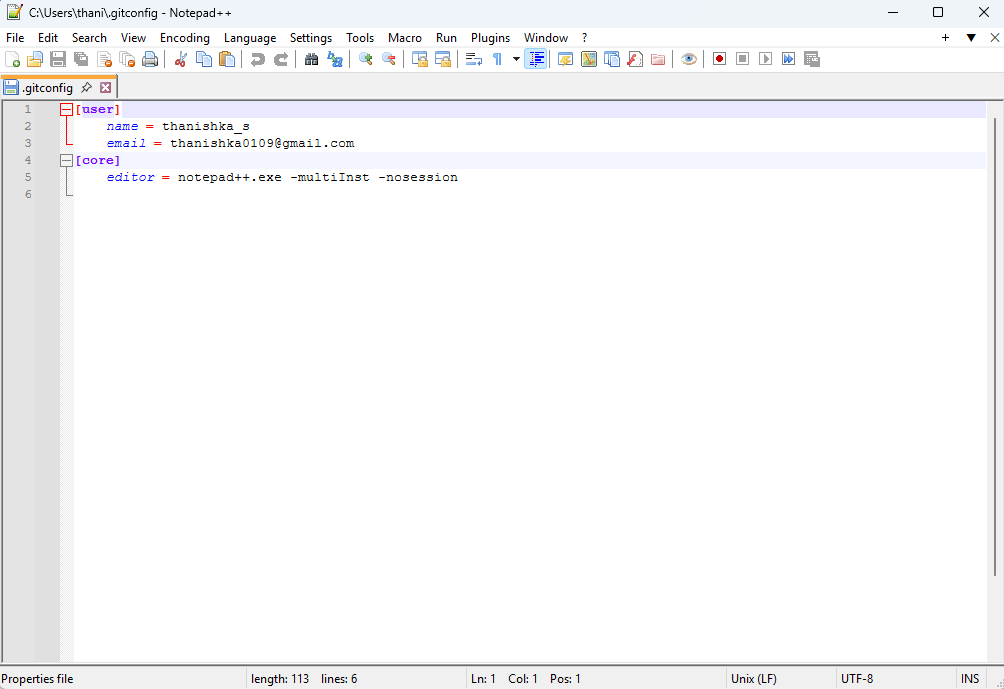 C:\Users\thani\.gitconfig - Notepad++
File Edit Search View Encoding Language Settings Tools Macro Run Plugins Window ?
.gitconfig
1 [user]
2 name = thanishka_s
3 email = thanishka0109@gmail.com
4 [core]
5 editor = notepad++.exe -multiInst -nosession
6
Properties file length: 113 lines: 6 Ln: 1 Col: 1 Pos: 1 Unix (LF) UTF-8 INS